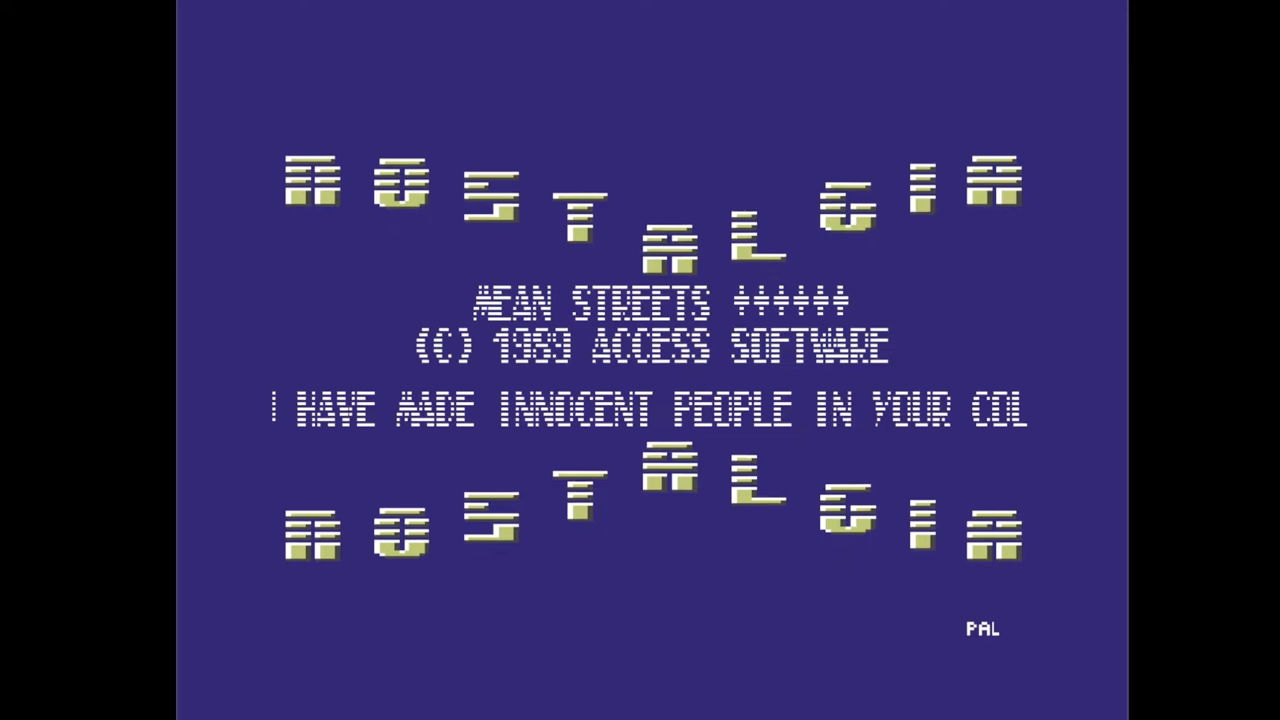 NOSTALGIA
MEAN STREETS ++++++
(C) 1989 ACCESS SOFTWARE
I HAVE MADE INNOCENT PEOPLE IN YOUR COL
NOSTALGIA
PAL